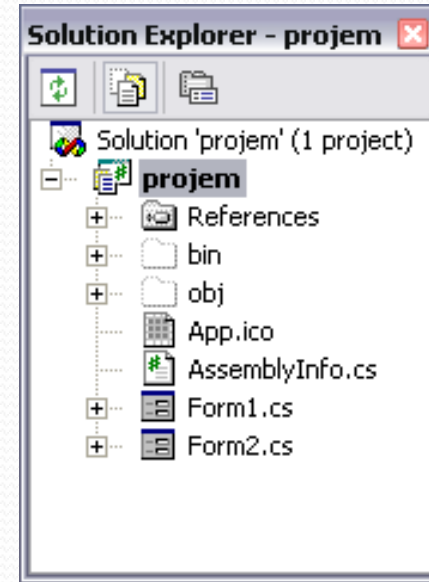 Solution Explorer - projem
Solution 'projem' (1 project)
projem
References
bin
obj
App.ico
AssemblyInfo.cs
Form1.cs
Form2.cs